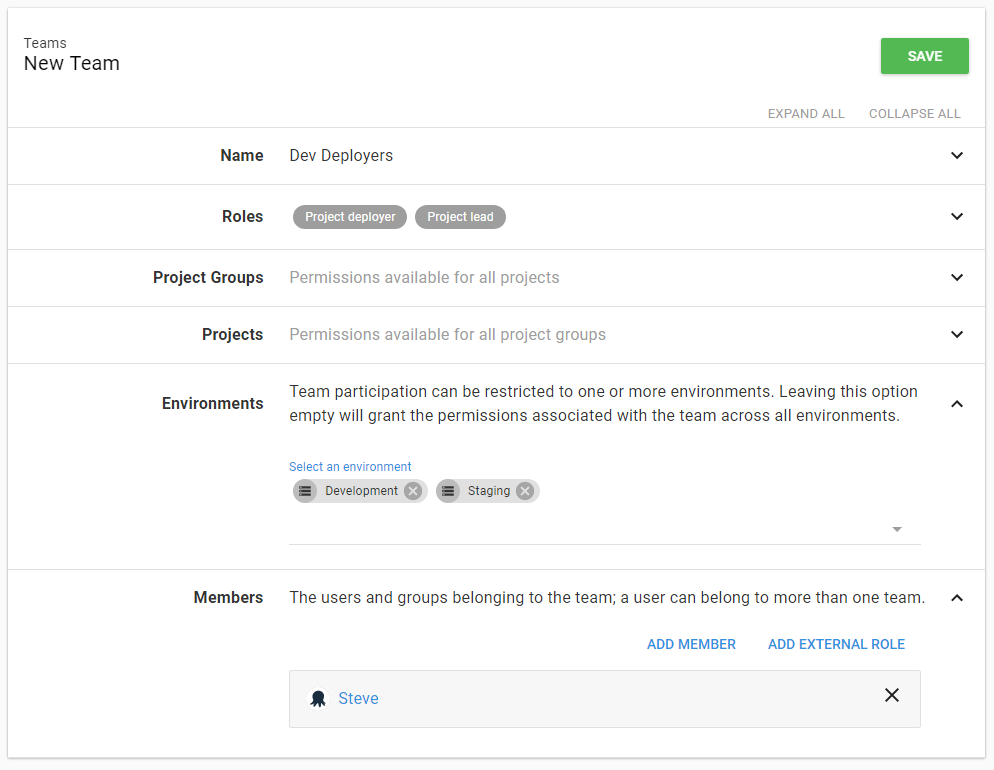 Teams
New Team
SAVE
EXPAND ALL COLLAPSE ALL
Name Dev Deployers
Roles Project deployer Project lead
Project Groups Permissions available for all projects
Projects Permissions available for all project groups
Environments Team participation can be restricted to one or more environments. Leaving this option
empty will grant the permissions associated with the team across all environments.
Select an environment
Development Staging
Members The users and groups belonging to the team; a user can belong to more than one team.
ADD MEMBER ADD EXTERNAL ROLE
Steve